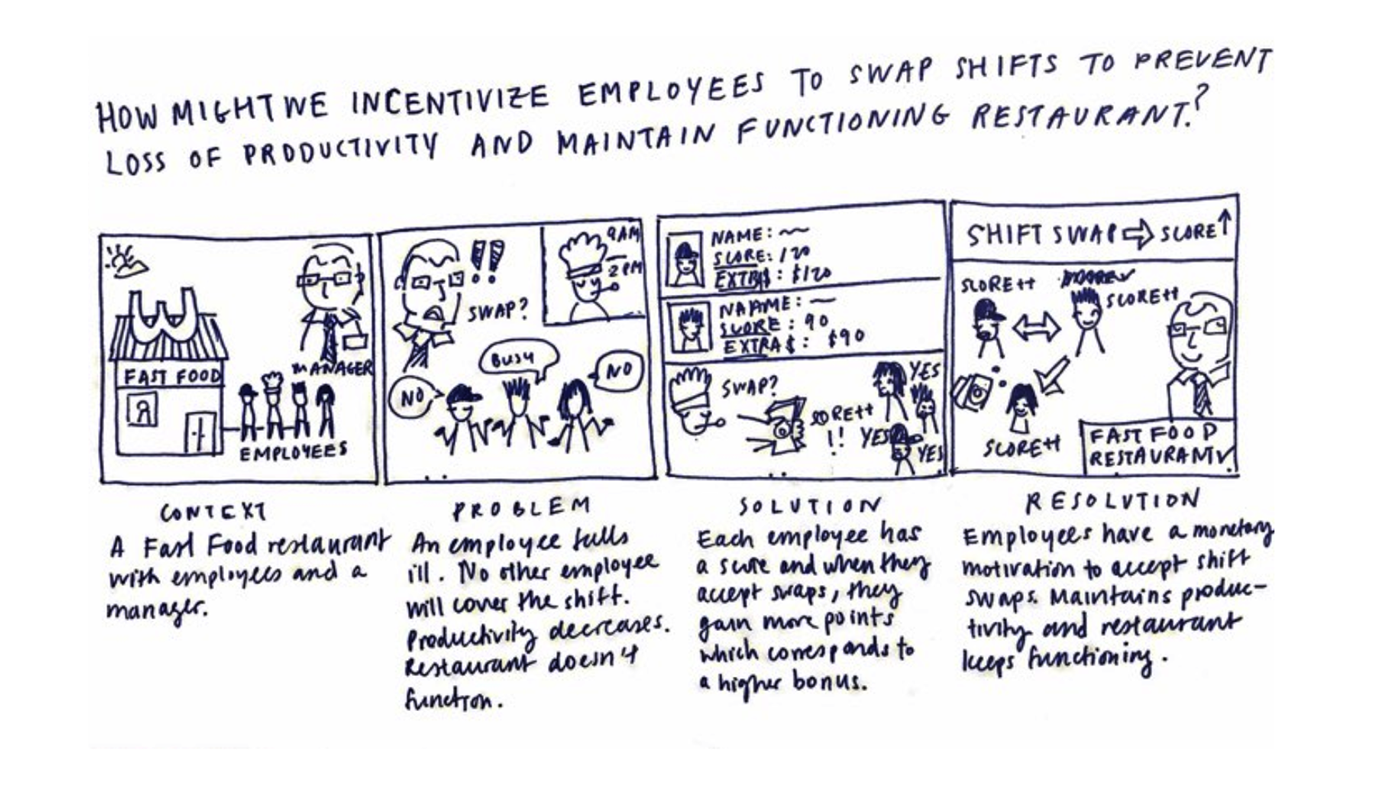 HOW MIGHT WE INCENTIVIZE EMPLOYEES TO SWAP SHIFTS TO PREVENT
LOSS OF PRODUCTIVITY AND MAINTAIN FUNCTIONING RESTAURANT?
FAST FOOD
MANAGER
EMPLOYEES
!!
SWAP?
9AM
2PM
NO
BUSY
NO
NAME:
SCORE: 120
EXTRA$: $120
NAAME:
SCORE: 90
EXTRA$: $90
SWAP?
SORE++
!!
YES
YES
YES
SHIFT SWAP ⇒ SCORE ↑
SCORE++
SCORE++
SCORE++
FAST FOOD
RESTAURANT✓
CONTEXT
A Fast Food restaurant
with employees and a
manager.
PROBLEM
An employee falls
ill. No other employee
will cover the shift.
Productivity decreases.
Restaurant doesn't
function.
SOLUTION
Each employee has
a score and when they
accept swaps, they
gain more points
which corresponds to
a higher bonus.
RESOLUTION
Employees have a monetary
motivation to accept shift
swaps. Maintains produc-
tivity and restaurant
keeps functioning.